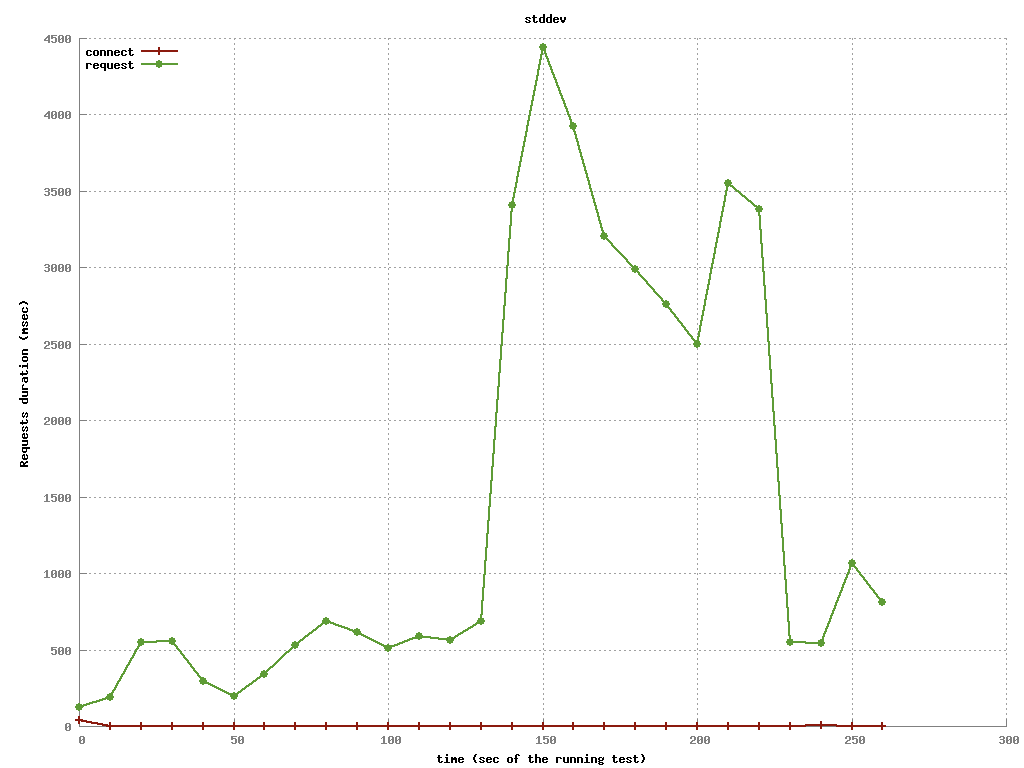 stddev
connect
request
4500
4000
3500
3000
2500
2000
1500
1000
500
0
Requests duration (msec)
0 50 100 150 200 250 300
time (sec of the running test)